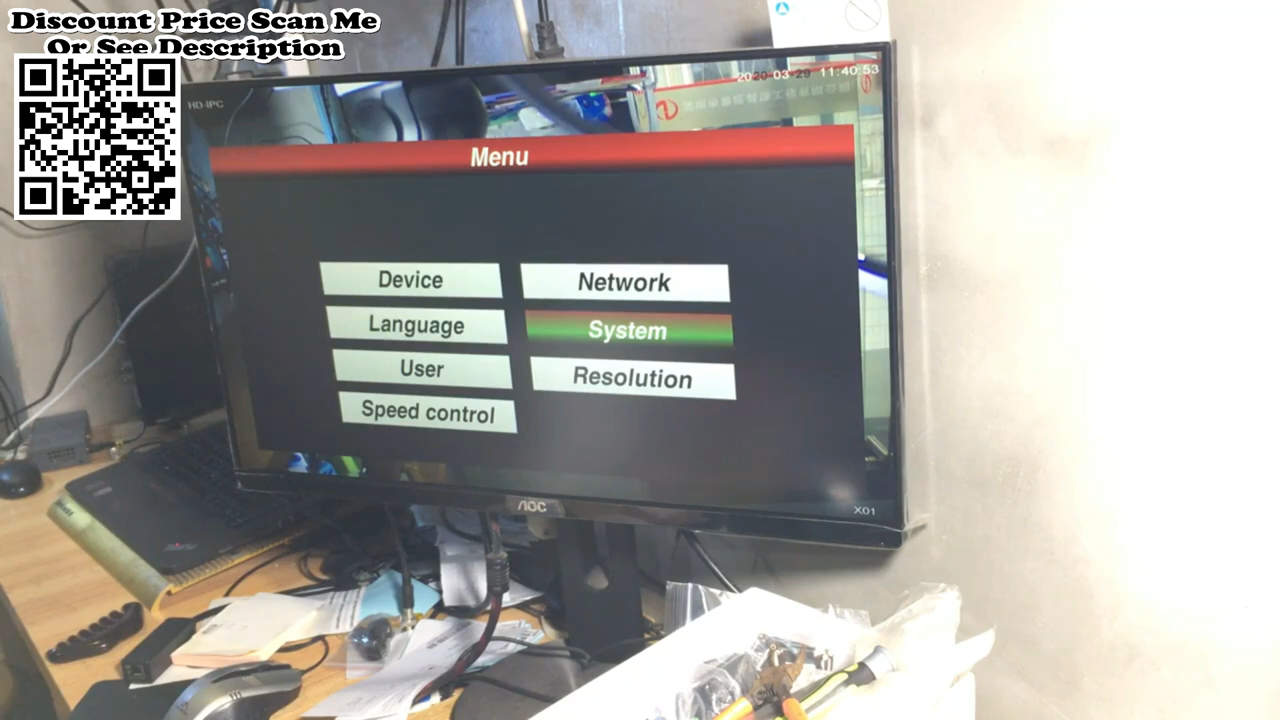 Discount Price Scan Me
Or See Description
HD-IPC
2020-03-29 11:40:53
Menu
Device
Network
Language
System
User
Resolution
Speed control
AOC
X01